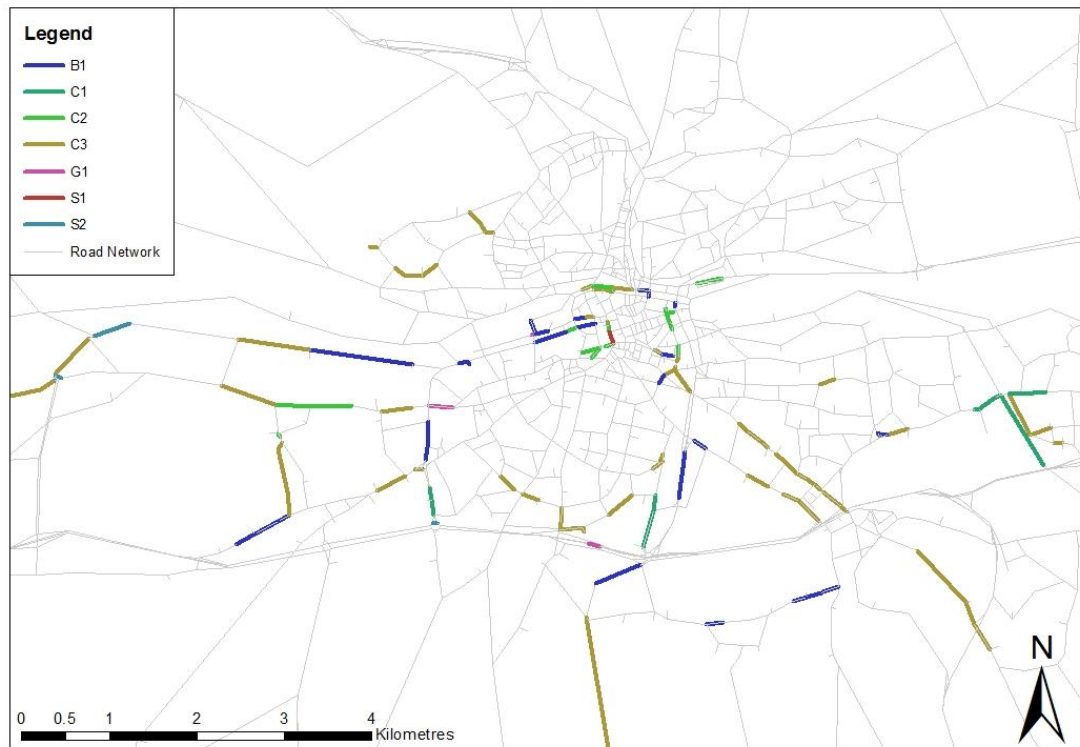 Legend
B1
C1
C2
C3
G1
S1
S2
Road Network
N
0 0.5 1 2 3 4
Kilometres